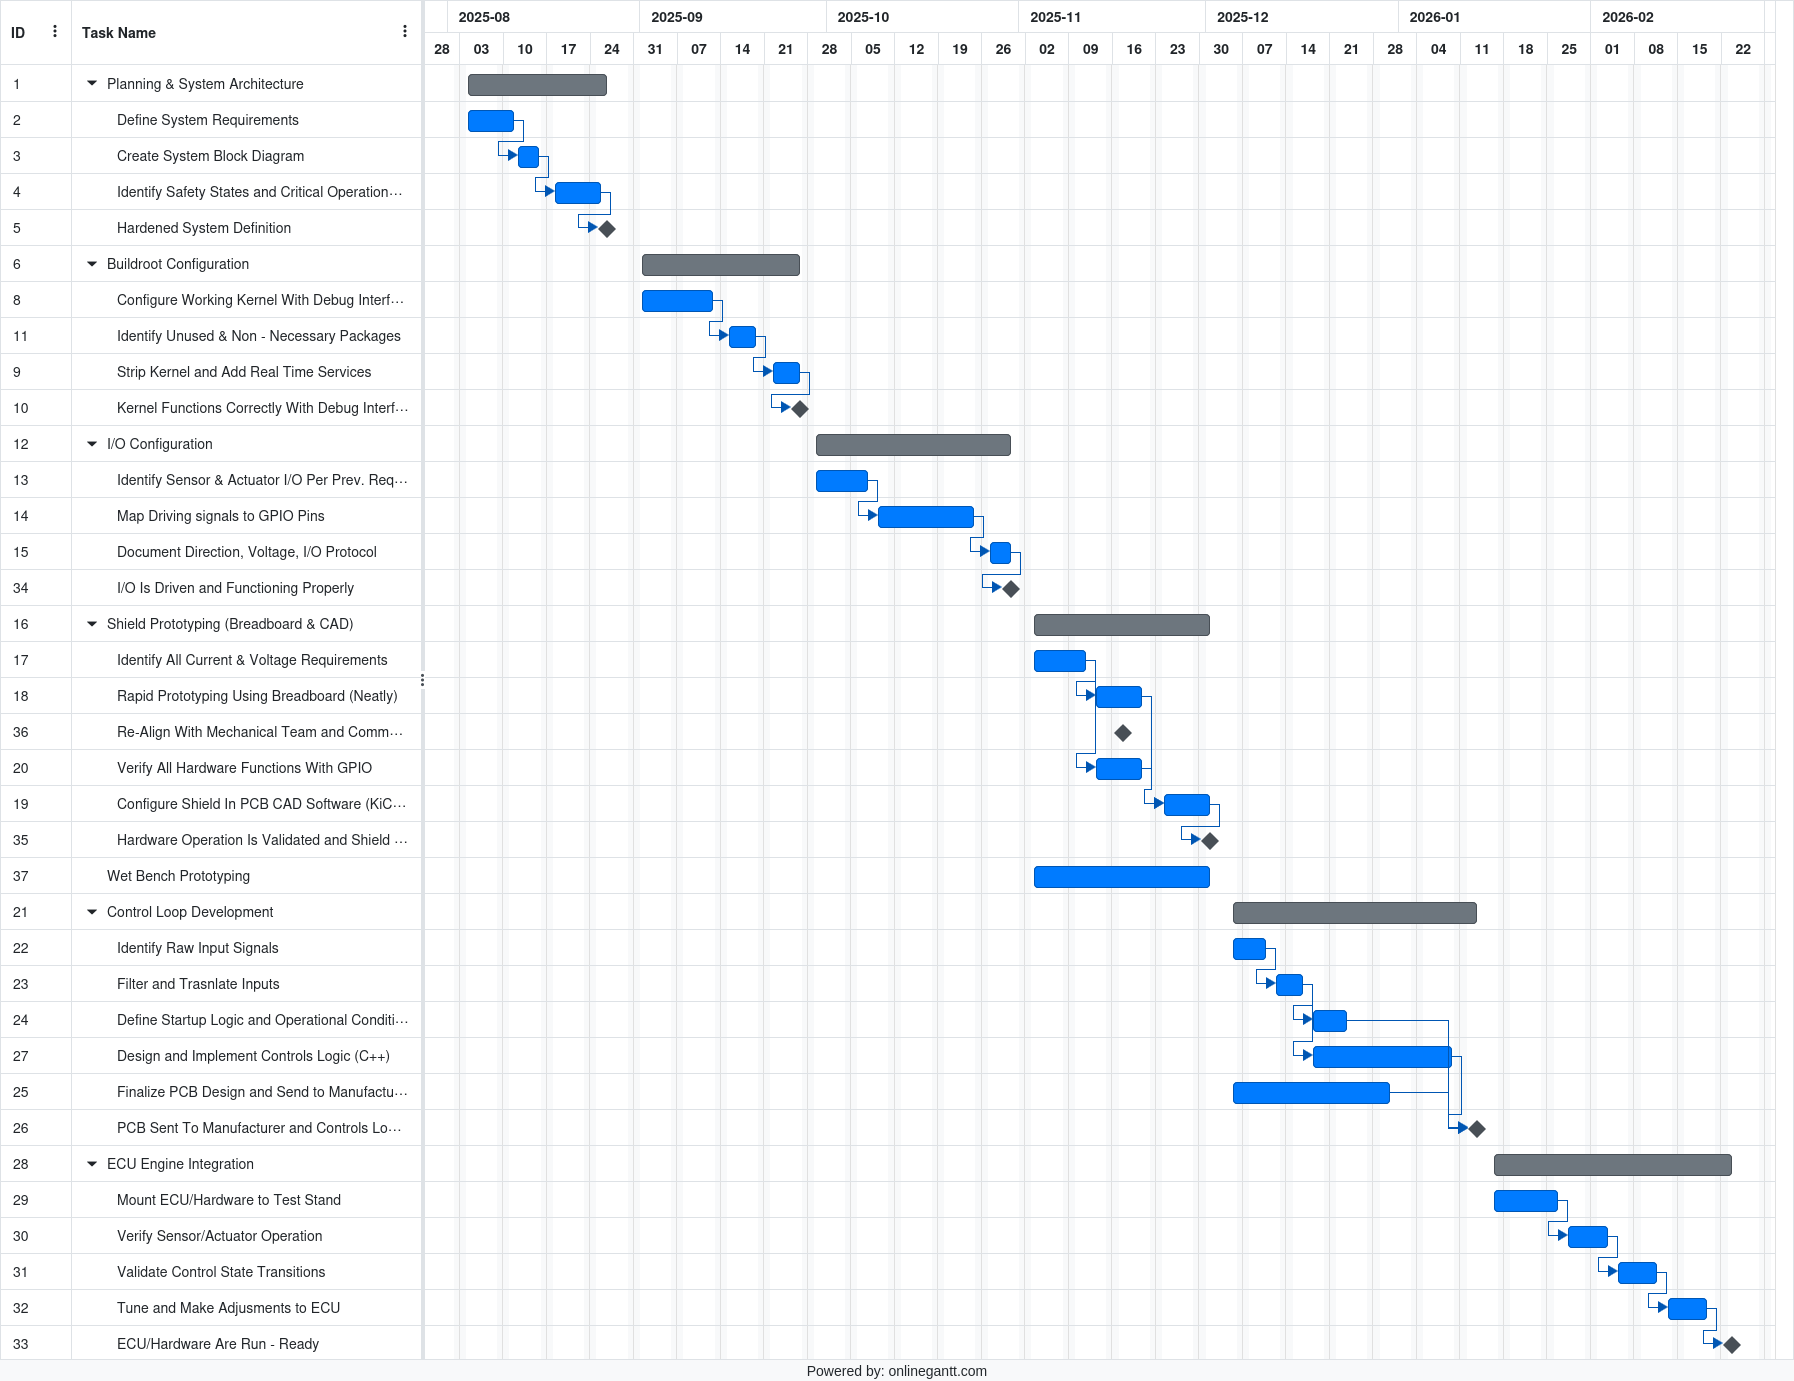 ID Task Name 2025-08 2025-09 2025-10 2025-11 2025-12 2026-01 2026-02
28 03 10 17 24 31 07 14 21 28 05 12 19 26 02 09 16 23 30 07 14 21 28 04 11 18 25 01 08 15 22
1 Planning & System Architecture
2 Define System Requirements
3 Create System Block Diagram
4 Identify Safety States and Critical Operation...
5 Hardened System Definition
6 Buildroot Configuration
8 Configure Working Kernel With Debug Interf...
11 Identify Unused & Non - Necessary Packages
9 Strip Kernel and Add Real Time Services
10 Kernel Functions Correctly With Debug Interf...
12 I/O Configuration
13 Identify Sensor & Actuator I/O Per Prev. Req...
14 Map Driving signals to GPIO Pins
15 Document Direction, Voltage, I/O Protocol
34 I/O Is Driven and Functioning Properly
16 Shield Prototyping (Breadboard & CAD)
17 Identify All Current & Voltage Requirements
18 Rapid Prototyping Using Breadboard (Neatly)
36 Re-Align With Mechanical Team and Comm...
20 Verify All Hardware Functions With GPIO
19 Configure Shield In PCB CAD Software (KiC...
35 Hardware Operation Is Validated and Shield ...
37 Wet Bench Prototyping
21 Control Loop Development
22 Identify Raw Input Signals
23 Filter and Trasnlate Inputs
24 Define Startup Logic and Operational Conditi...
27 Design and Implement Controls Logic (C++)
25 Finalize PCB Design and Send to Manufactu...
26 PCB Sent To Manufacturer and Controls Lo...
28 ECU Engine Integration
29 Mount ECU/Hardware to Test Stand
30 Verify Sensor/Actuator Operation
31 Validate Control State Transitions
32 Tune and Make Adjusments to ECU
33 ECU/Hardware Are Run - Ready
Powered by: onlinegantt.com